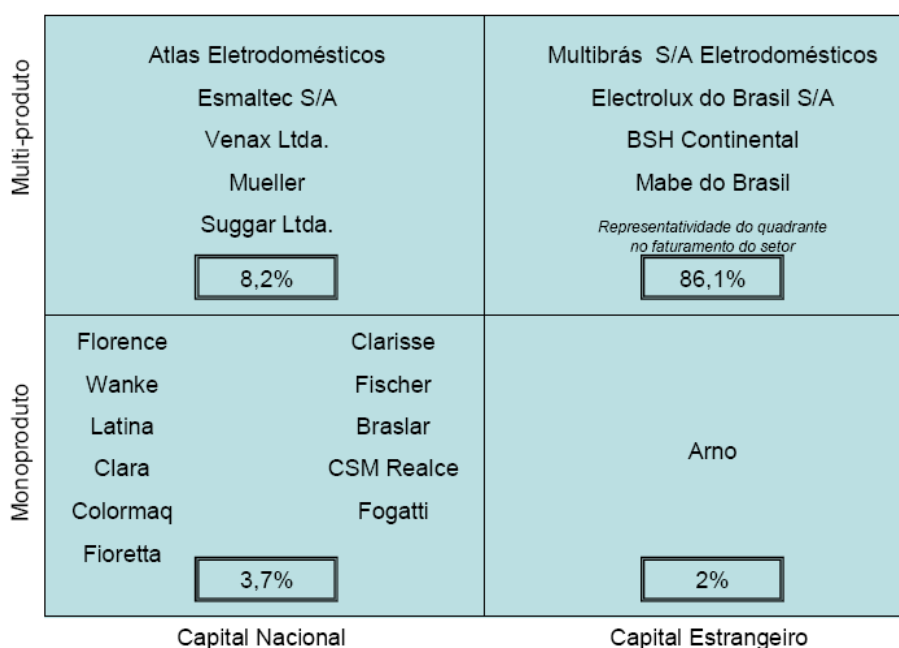 Multi-produto
Atlas Eletrodomésticos
Esmaltec S/A
Venax Ltda.
Mueller
Suggar Ltda.
8,2%
Multibrás S/A Eletrodomésticos
Electrolux do Brasil S/A
BSH Continental
Mabe do Brasil
Representatividade do quadrante
no faturamento do setor
86,1%
Monoproduto
Florence
Wanke
Latina
Clara
Colormaq
Fioretta
Clarisse
Fischer
Braslar
CSM Realce
Fogatti
3,7%
Arno
2%
Capital Nacional
Capital Estrangeiro